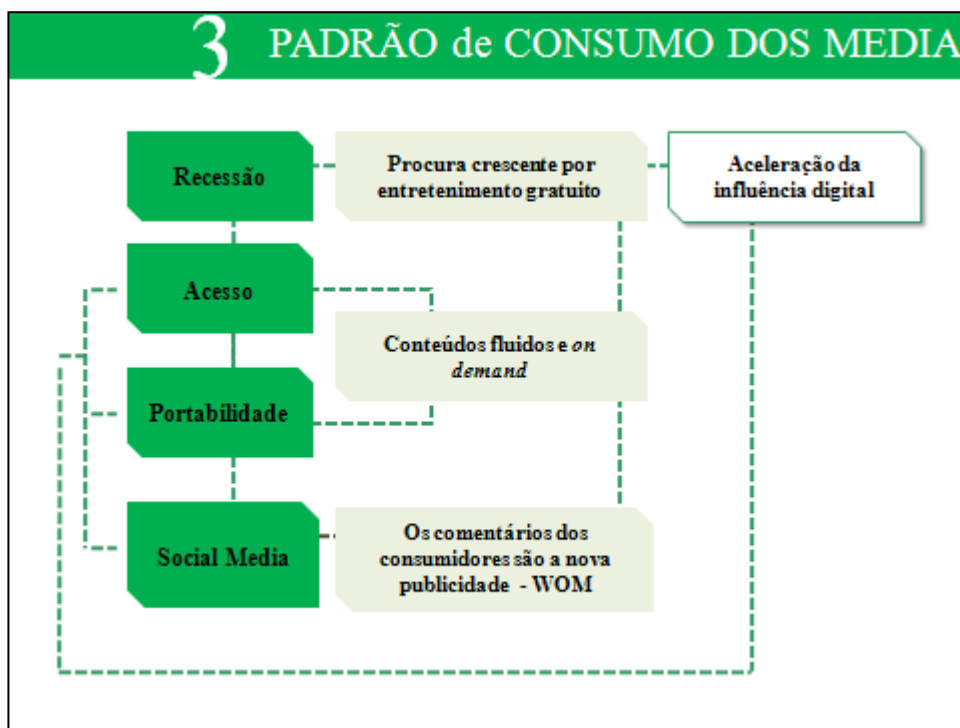 3 PADRÃO de CONSUMO DOS MEDIA
Recessão
Procura crescente por
entretenimento gratuito
Aceleração da
influência digital
Acesso
Conteúdos fluidos e on
demand
Portabilidade
Social Media
Os comentários dos
consumidores são a nova
publicidade - WOM